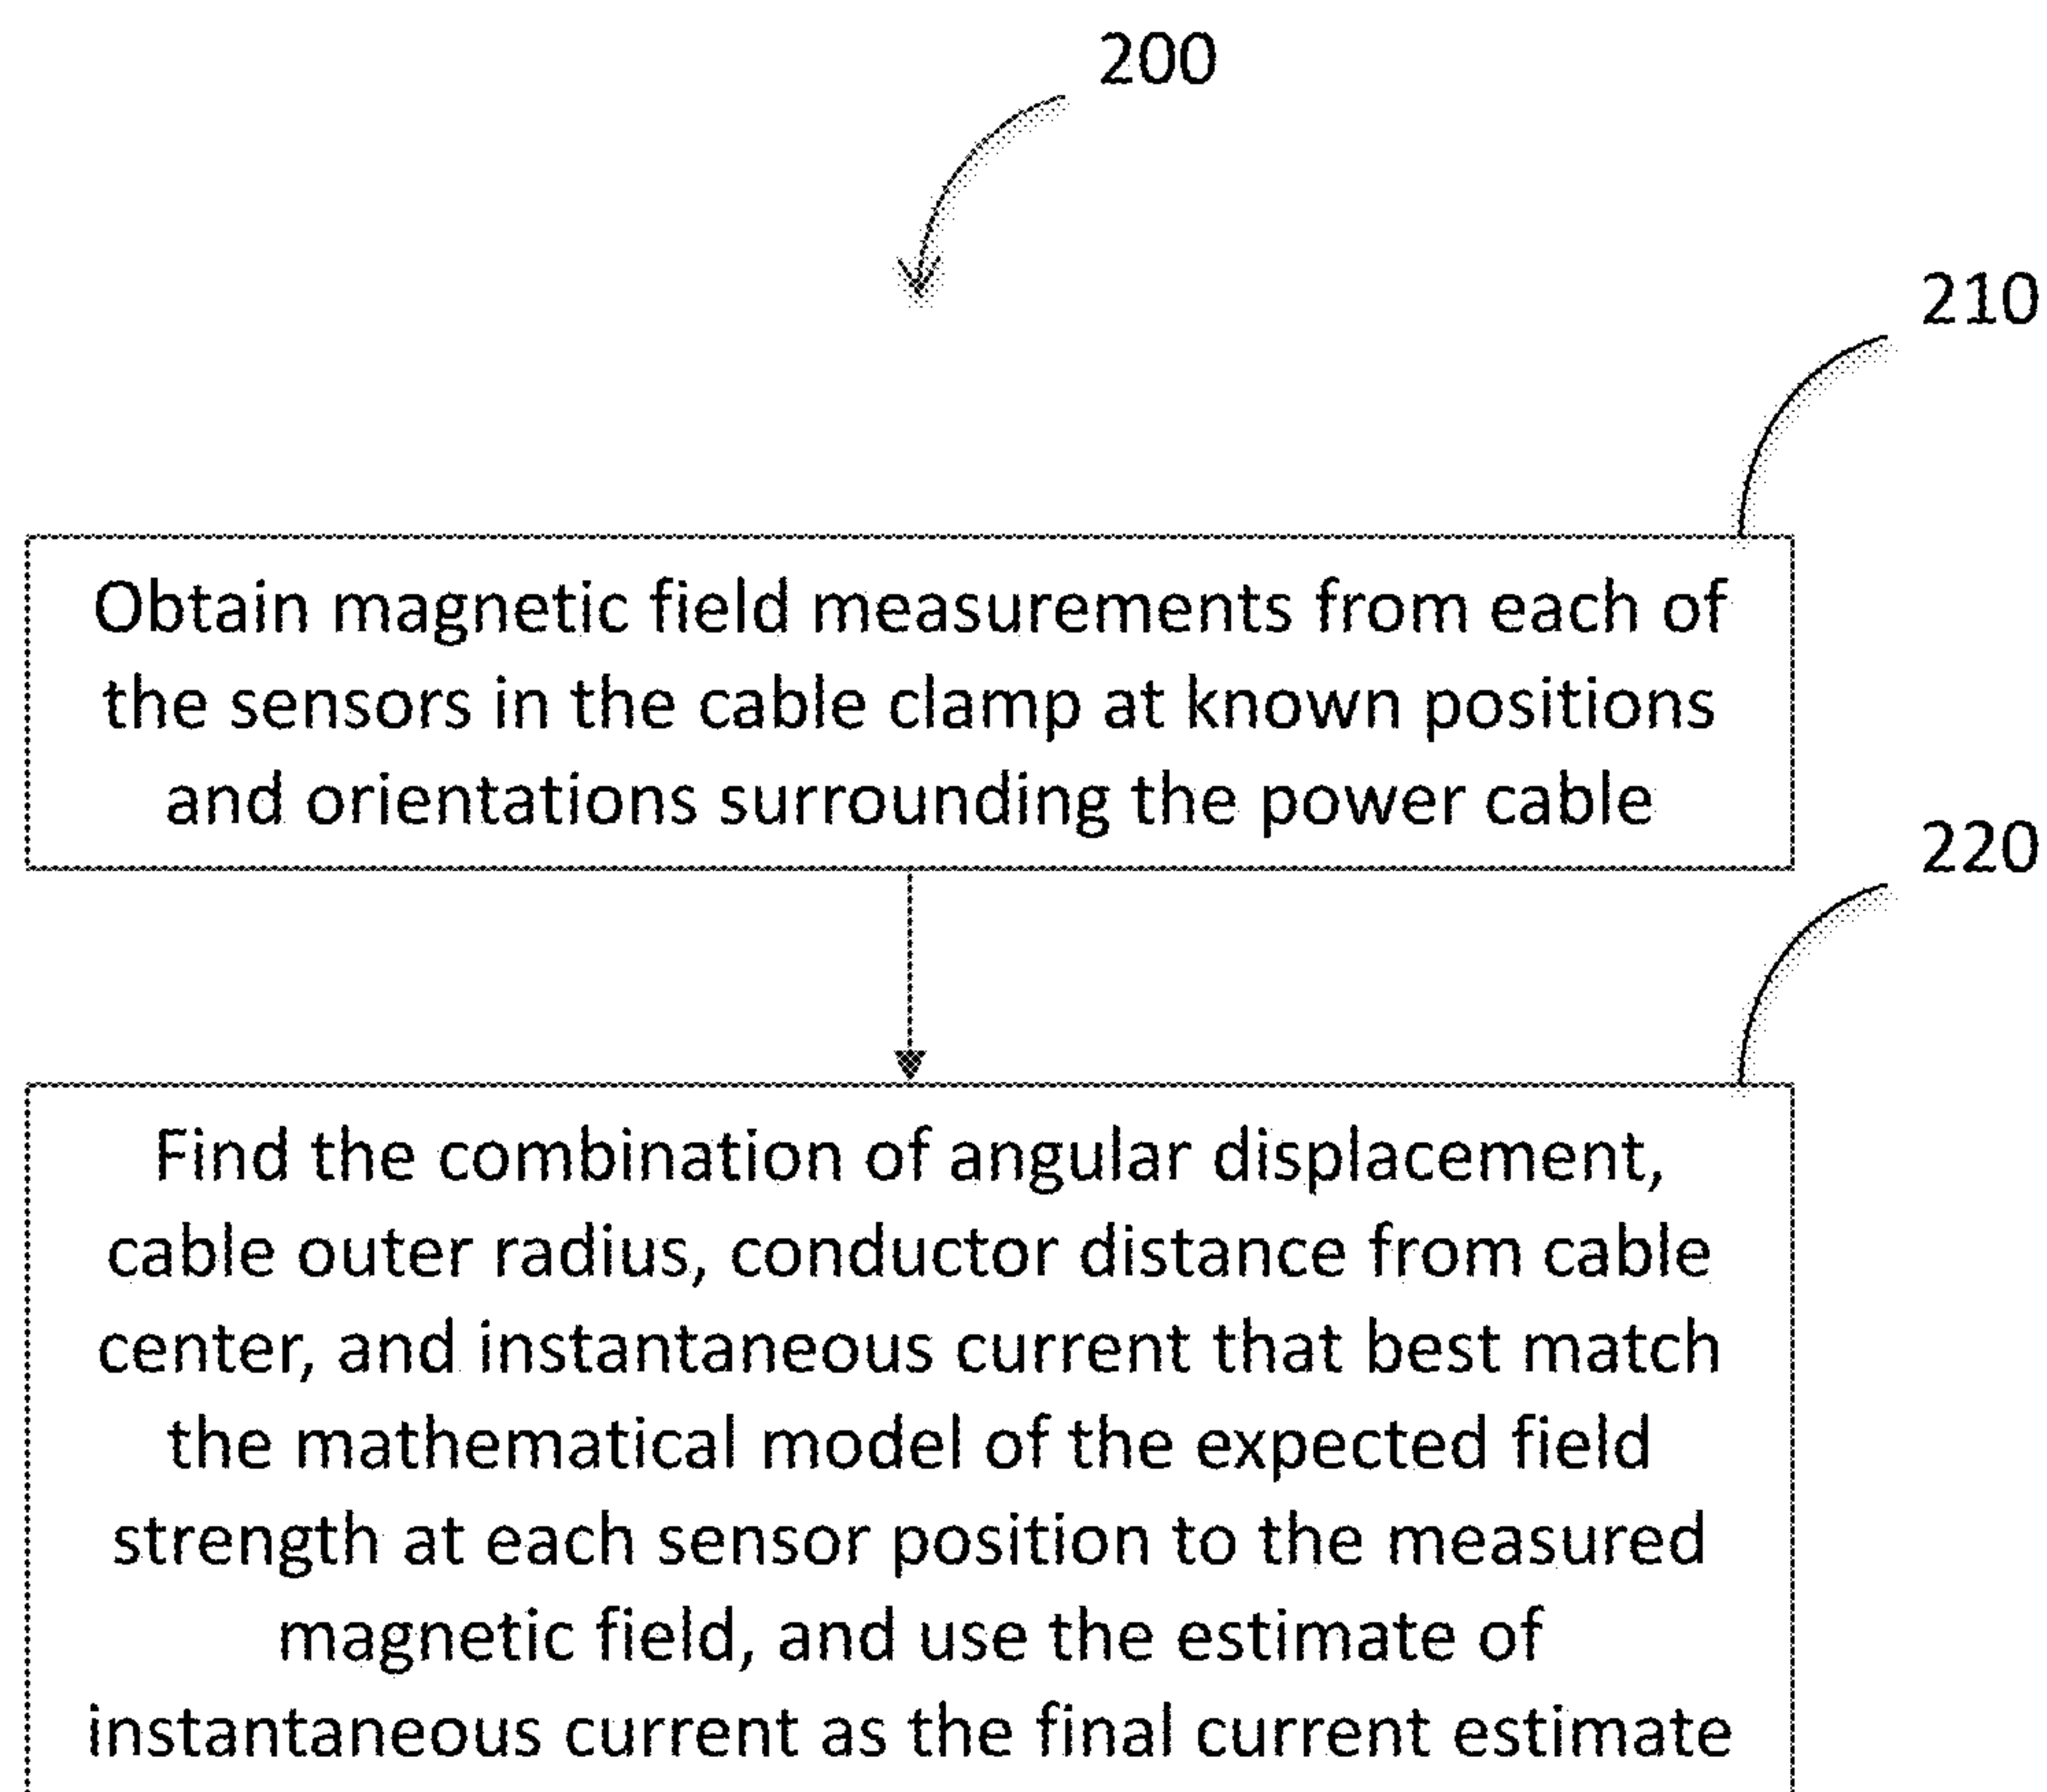 200
210
Obtain magnetic field measurements from each of
the sensors in the cable clamp at known positions
and orientations surrounding the power cable
220
Find the combination of angular displacement,
cable outer radius, conductor distance from cable
center, and instantaneous current that best match
the mathematical model of the expected field
strength at each sensor position to the measured
magnetic field, and use the estimate of
instantaneous current as the final current estimate